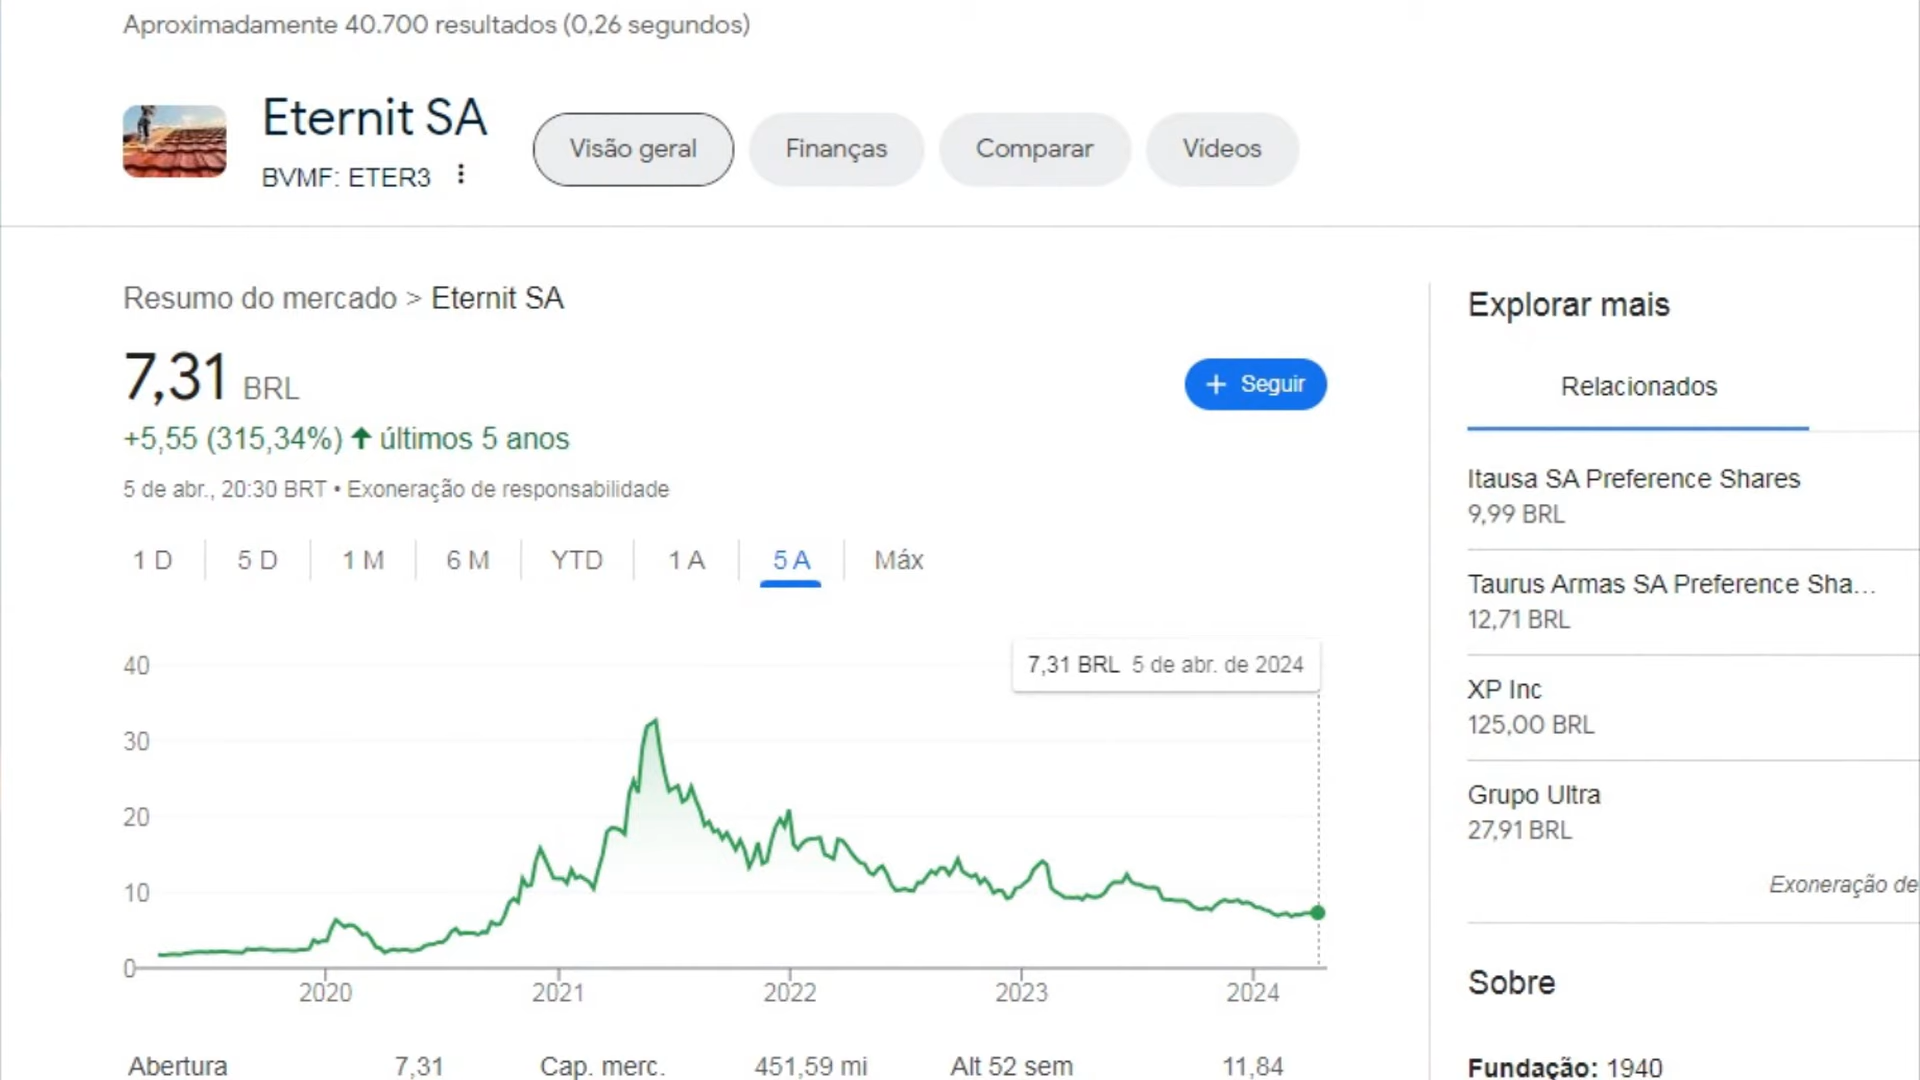 Aproximadamente 40.700 resultados (0,26 segundos)
Eternit SA
BVMF: ETER3
Visão geral
Finanças
Comparar
Vídeos
Resumo do mercado > Eternit SA
7,31 BRL
+5,55 (315,34%) últimos 5 anos
5 de abr., 20:30 BRT • Exoneração de responsabilidade
+ Seguir
1 D 5 D 1 M 6 M YTD 1 A 5 A Máx
7,31 BRL 5 de abr. de 2024
40
30
20
10
0
2020 2021 2022 2023 2024
Abertura 7,31 Cap. merc. 451,59 mi Alt 52 sem 11,84
Explorar mais
Relacionados
Itausa SA Preference Shares
9,99 BRL
Taurus Armas SA Preference Sha...
12,71 BRL
XP Inc
125,00 BRL
Grupo Ultra
27,91 BRL
Exoneração de
Sobre
Fundação: 1940